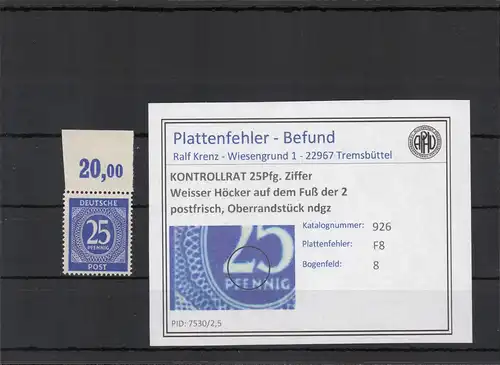 20,00
DEUTSCHE
25
PFENNIG
POST
Plattenfehler - Befund
Ralf Krenz - Wiesengrund 1 - 22967 Tremsbüttel
KONTROLLRAT 25Pfg. Ziffer
Weisser Höcker auf dem Fuß der 2
postfrisch, Oberrandstück ndgz
Katalognummer: 926
Plattenfehler: F8
Bogenfeld: 8
25
PFENNIG
PID: 7530/2,5